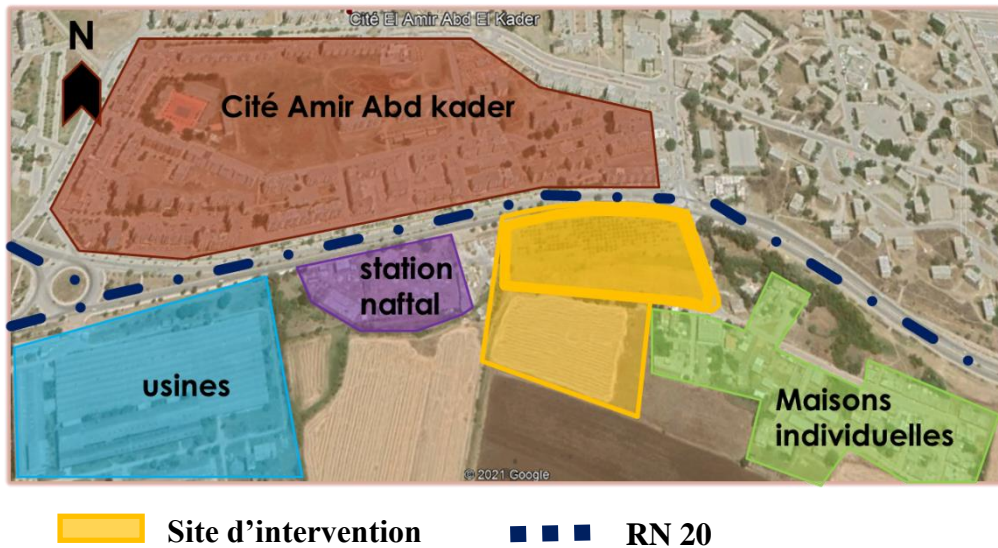 Cité El Amir Abd El Kader
N
Cité Amir Abd kader
station
naftal
usines
Maisons
individuelles
© 2021 Google
Site d'intervention
RN 20